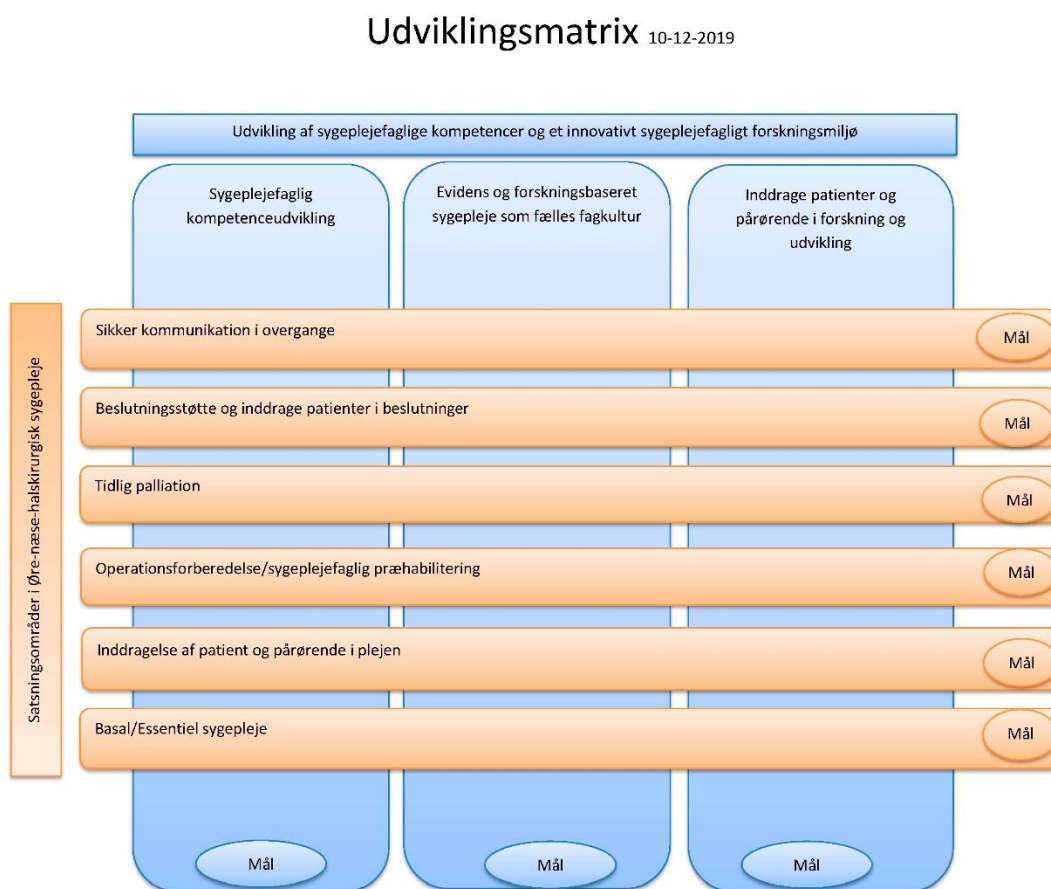 Udviklingsmatrix 10-12-2019
Udvikling af sygeplejefaglige kompetencer og et innovativt sygeplejefagligt forskningsmiljø
Sygeplejefaglig
kompetenceudvikling
Evidens og forskningsbaseret
sygepleje som fælles fagkultur
Inddrage patienter og
pårørende i forskning og
udvikling
Satsningsområder i Øre-næse-halskirurgisk sygepleje
Sikker kommunikation i overgange
Mål
Beslutningsstøtte og inddrage patienter i beslutninger
Mål
Tidlig palliation
Mål
Operationsforberedelse/sygeplejefaglig præhabilitering
Mål
Inddragelse af patient og pårørende i plejen
Mål
Basal/Essentiel sygepleje
Mål
Mål
Mål
Mål